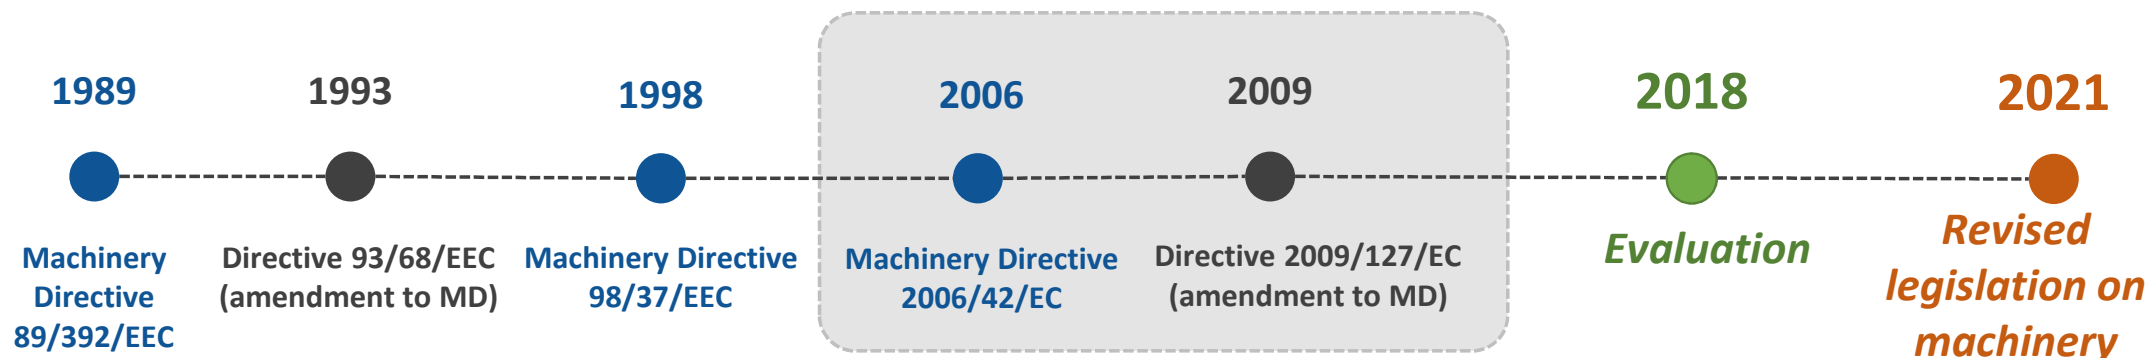 1989
Machinery
Directive
89/392/EEC
1993
Directive 93/68/EEC
(amendment to MD)
1998
Machinery Directive
98/37/EEC
2006
Machinery Directive
2006/42/EC
2009
Directive 2009/127/EC
(amendment to MD)
2018
Evaluation
2021
Revised
legislation on
machinery